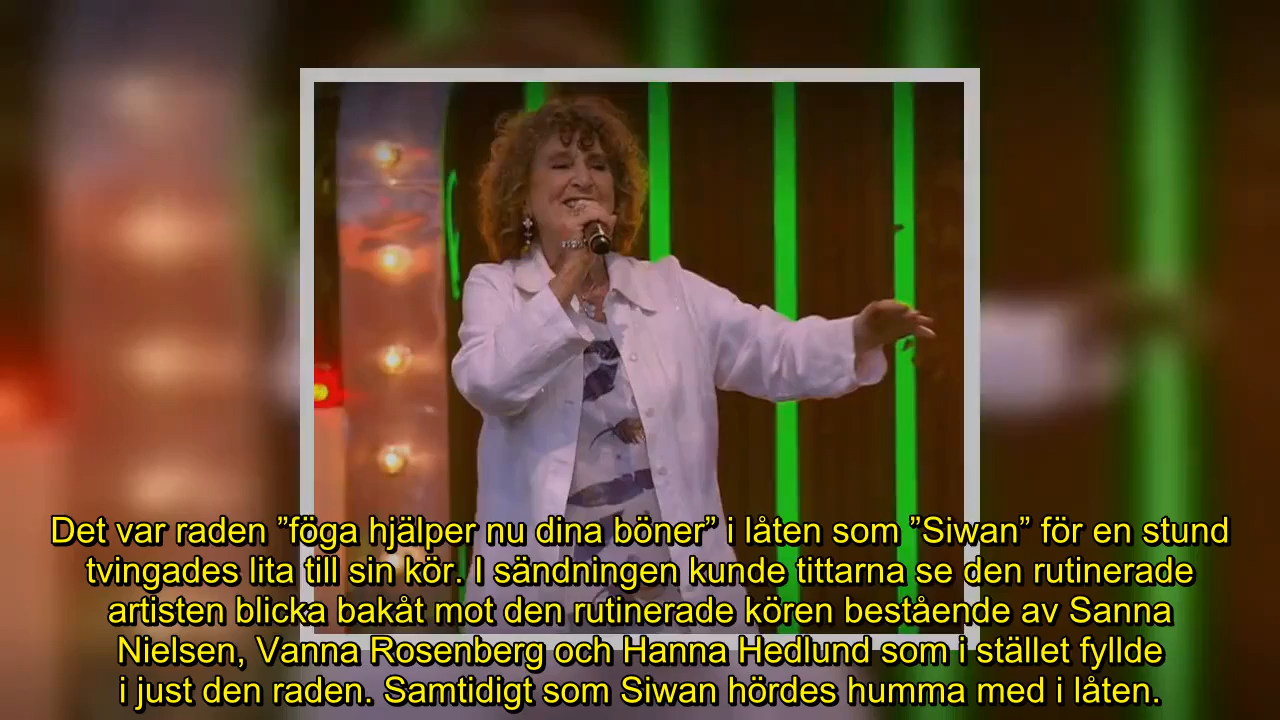 Det var raden ”föga hjälper nu dina böner” i låten som ”Siwan” för en stund
tvingades lita till sin kör. I sändningen kunde tittarna se den rutinerade
artisten blicka bakåt mot den rutinerade kören bestående av Sanna
Nielsen, Vanna Rosenberg och Hanna Hedlund som i stället fyllde
i just den raden. Samtidigt som Siwan hördes humma med i låten.